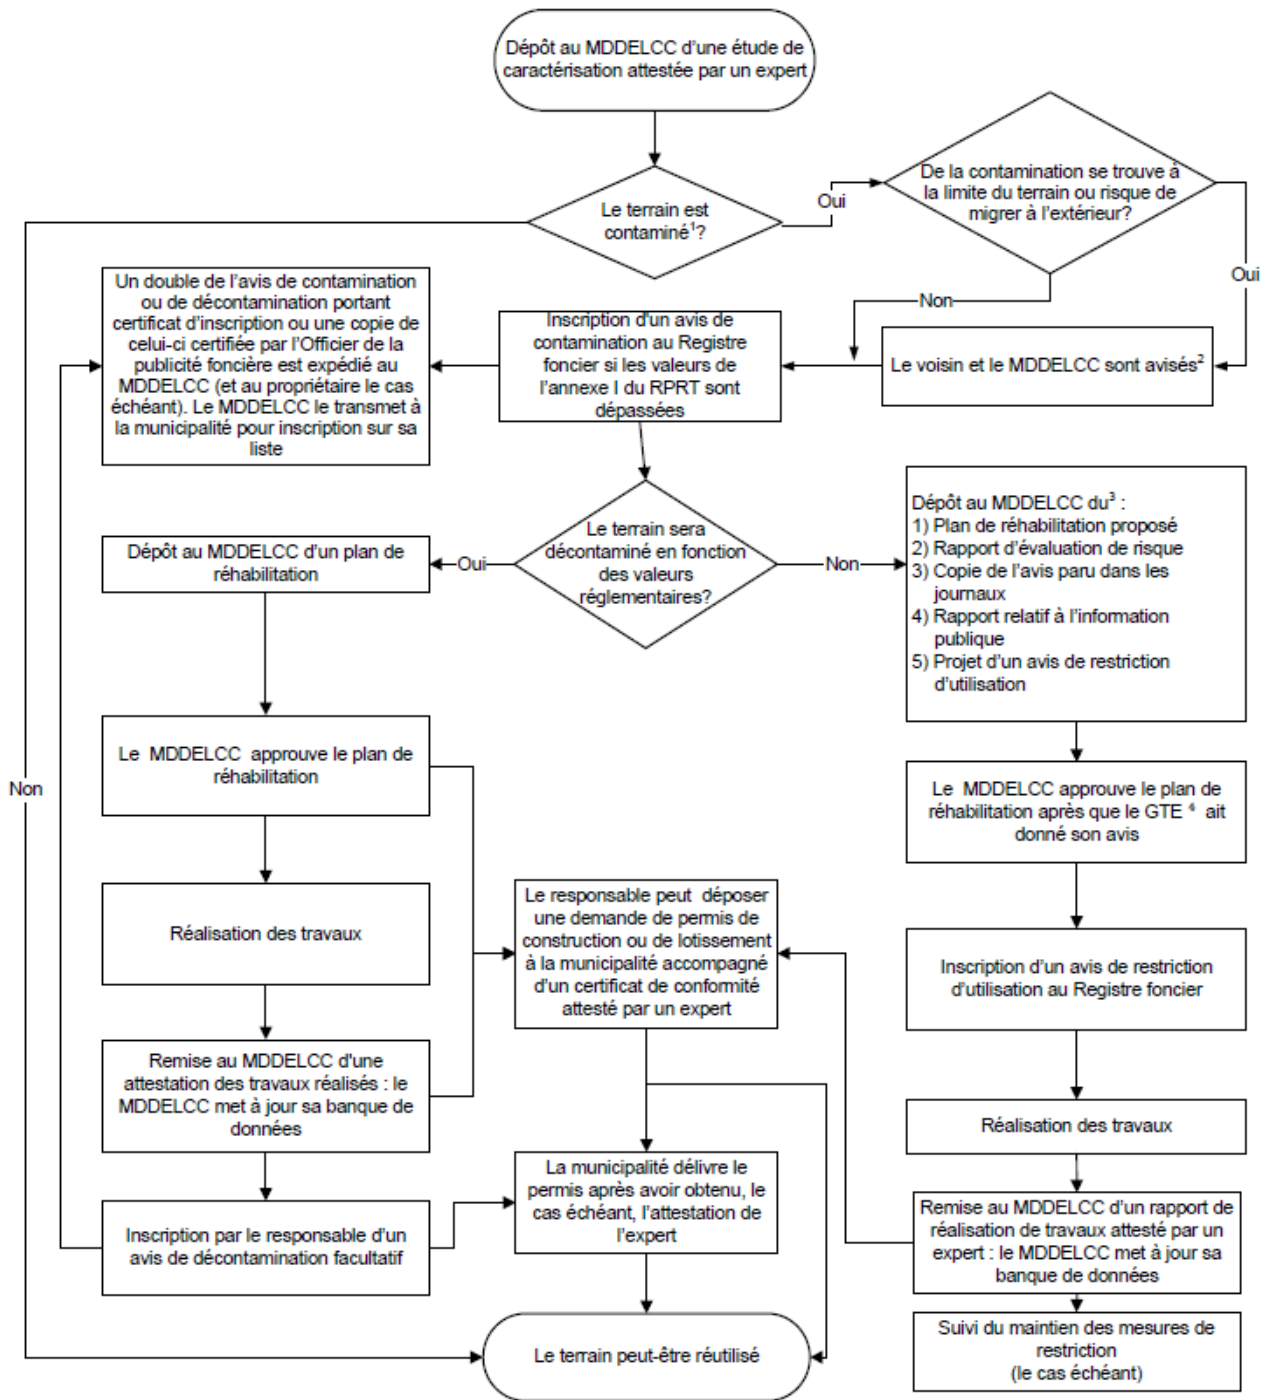 Dépôt au MDDELCC d'une étude de
caractérisation attestée par un expert
De la contamination se trouve à
la limite du terrain ou risque de
migrer à l'extérieur?
Oui
Le terrain est
contaminé¹?
Oui
Non
Un double de l'avis de contamination
ou de décontamination portant
certificat d'inscription ou une copie de
celui-ci certifiée par l'Officier de la
publicité foncière est expédié au
MDDELCC (et au propriétaire le cas
échéant). Le MDDELCC le transmet à
la municipalité pour inscription sur sa
liste
Inscription d'un avis de
contamination au Registre
foncier si les valeurs de
l'annexe I du RPRT sont
dépassées
Le voisin et le MDDELCC sont avisés²
Le terrain sera
décontaminé en fonction
des valeurs
réglementaires?
Oui
Non
Dépôt au MDDELCC d'un plan de
réhabilitation
Dépôt au MDDELCC du³ :
1) Plan de réhabilitation proposé
2) Rapport d'évaluation de risque
3) Copie de l'avis paru dans les
journaux
4) Rapport relatif à l'information
publique
5) Projet d'un avis de restriction
d'utilisation
Non
Le MDDELCC approuve le plan de
réhabilitation
Le MDDELCC approuve le plan de
réhabilitation après que le GTE ⁴ ait
donné son avis
Réalisation des travaux
Le responsable peut déposer
une demande de permis de
construction ou de lotissement
à la municipalité accompagné
d'un certificat de conformité
attesté par un expert
Inscription d'un avis de restriction
d'utilisation au Registre foncier
Remise au MDDELCC d'une
attestation des travaux réalisés : le
MDDELCC met à jour sa banque de
données
Réalisation des travaux
La municipalité délivre le
permis après avoir obtenu, le
cas échéant, l'attestation de
l'expert
Inscription par le responsable d'un
avis de décontamination facultatif
Remise au MDDELCC d'un rapport de
réalisation de travaux attesté par un
expert : le MDDELCC met à jour sa
banque de données
Le terrain peut-être réutilisé
Suivi du maintien des mesures de
restriction
(le cas échéant)